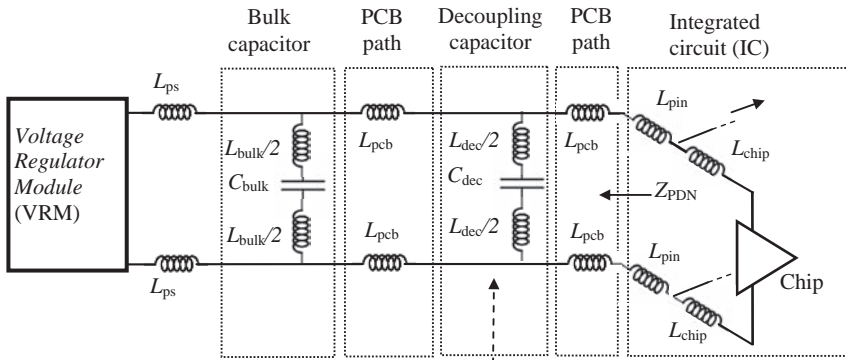 Bulk capacitor
PCB path
Decoupling capacitor
PCB path
Integrated circuit (IC)
Voltage
Regulator
Module
(VRM)
Lps
Lbulk/2
Cbulk
Lbulk/2
Lps
Lpcb
Lpcb
Ldec/2
Cdec
Ldec/2
Lpcb
Lpcb
ZPDN
Lpin
Lchip
Lpin
Lchip
Chip